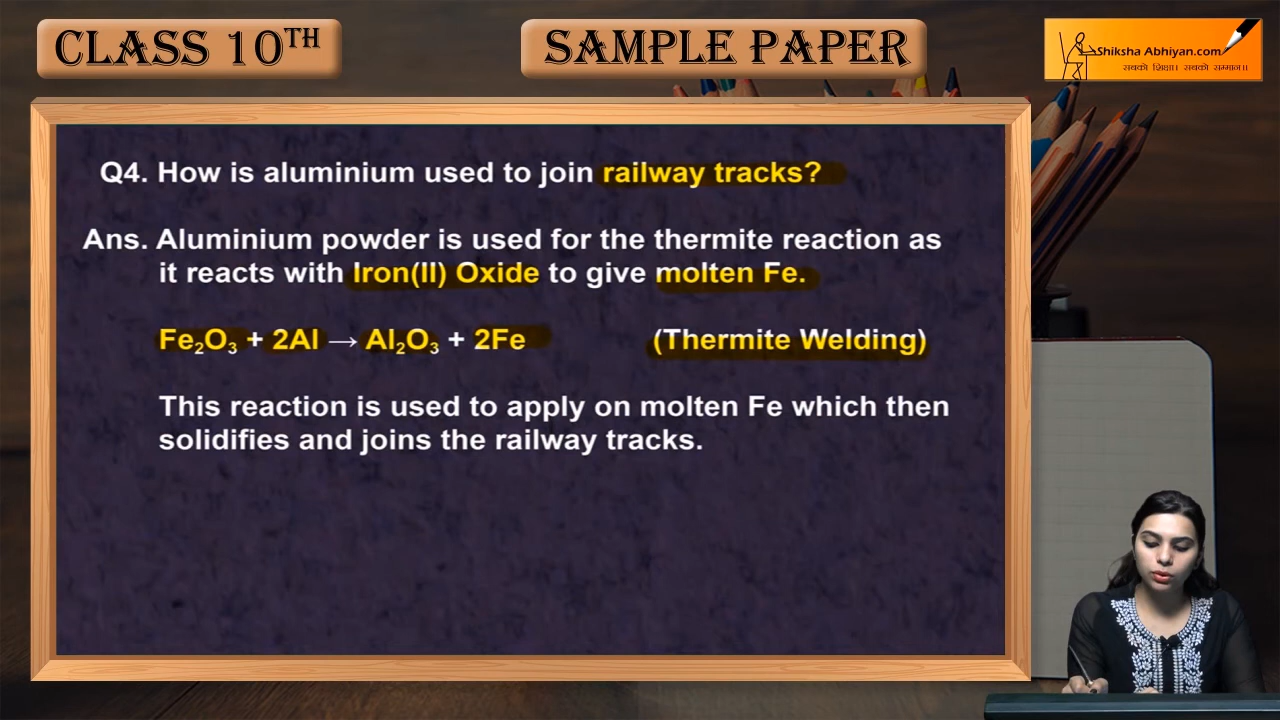 CLASS 10TH
SAMPLE PAPER
Shiksha Abhiyan.com
सबको शिक्षा। सबको सम्मान॥
Q4. How is aluminium used to join railway tracks?
Ans. Aluminium powder is used for the thermite reaction as
it reacts with Iron(II) Oxide to give molten Fe.
Fe₂O₃ + 2Al → Al₂O₃ + 2Fe (Thermite Welding)
This reaction is used to apply on molten Fe which then
solidifies and joins the railway tracks.